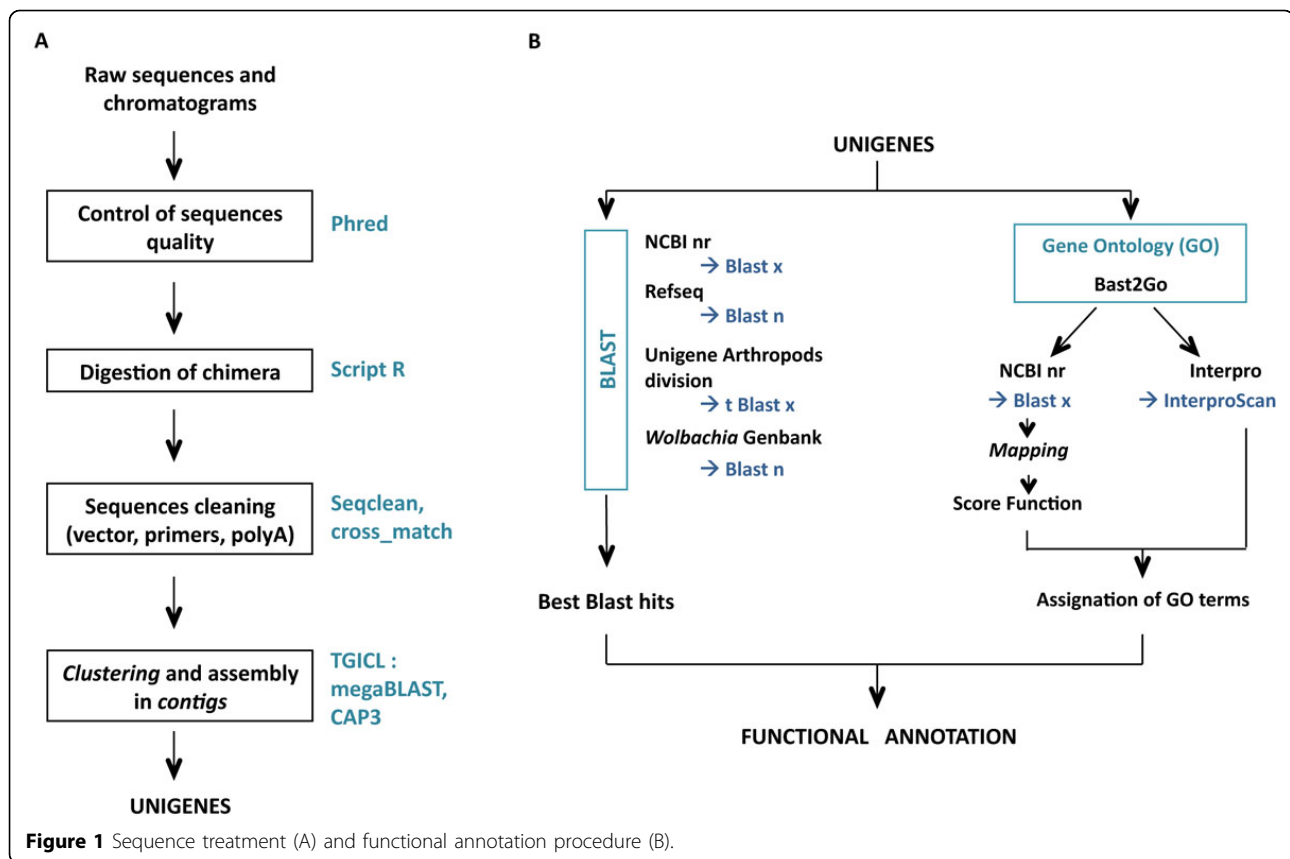 A
Raw sequences and
chromatograms
Control of sequences
quality
Phred
Digestion of chimera
Script R
Sequences cleaning
(vector, primers, polyA)
Seqclean,
cross_match
Clustering and assembly
in contigs
TGICL :
megaBLAST,
CAP3
UNIGENES
B
UNIGENES
BLAST
NCBI nr
→ Blast x
Refseq
→ Blast n
Unigene Arthropods
division
→ t Blast x
Wolbachia Genbank
→ Blast n
Best Blast hits
Gene Ontology (GO)
Bast2Go
NCBI nr
→ Blast x
Mapping
Score Function
Interpro
→ InterproScan
Assignation of GO terms
FUNCTIONAL ANNOTATION
Figure 1 Sequence treatment (A) and functional annotation procedure (B).